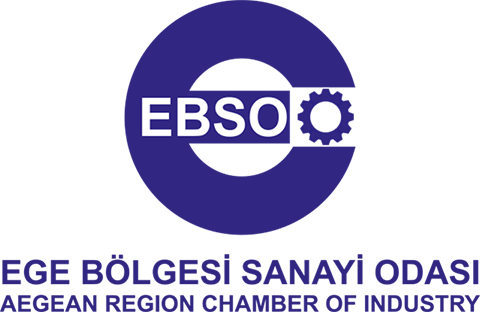 EBSO
EGE BÖLGESİ SANAYİ ODASI
AEGEAN REGION CHAMBER OF INDUSTRY